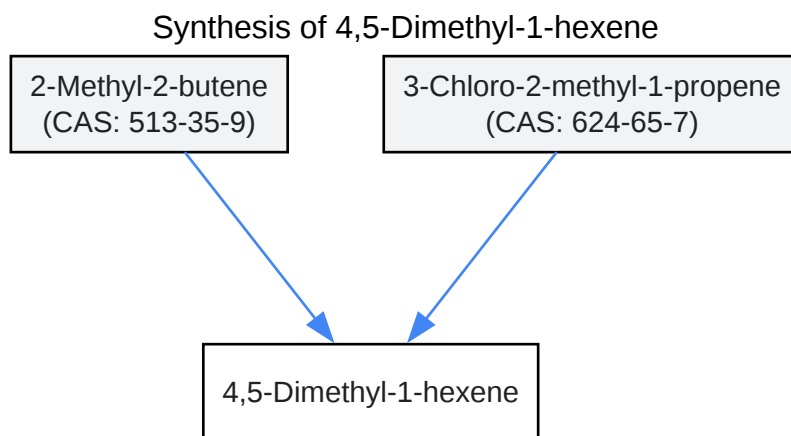 Synthesis of 4,5-Dimethyl-1-hexene
2-Methyl-2-butene
(CAS: 513-35-9)
3-Chloro-2-methyl-1-propene
(CAS: 624-65-7)
4,5-Dimethyl-1-hexene